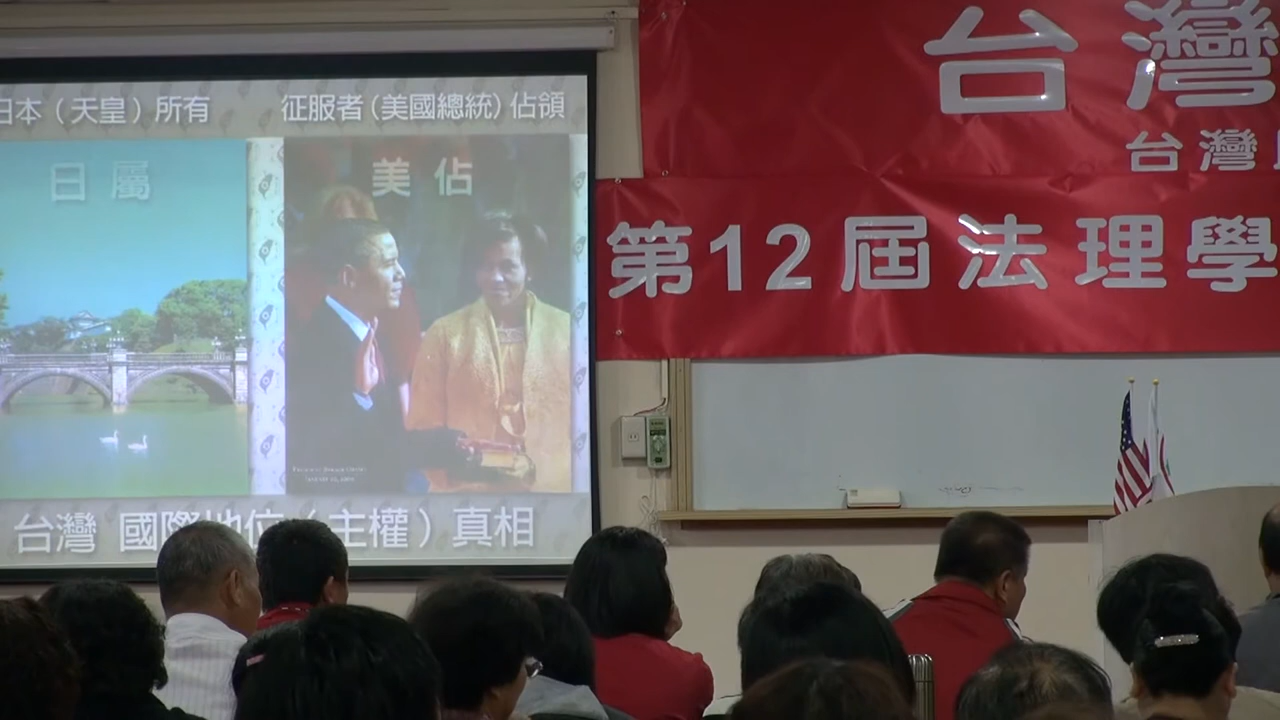 日本（天皇）所有
征服者（美國總統）佔領
日屬
美佔
台灣 國際地位（主權）真相
台灣
台灣
第12屆法理學